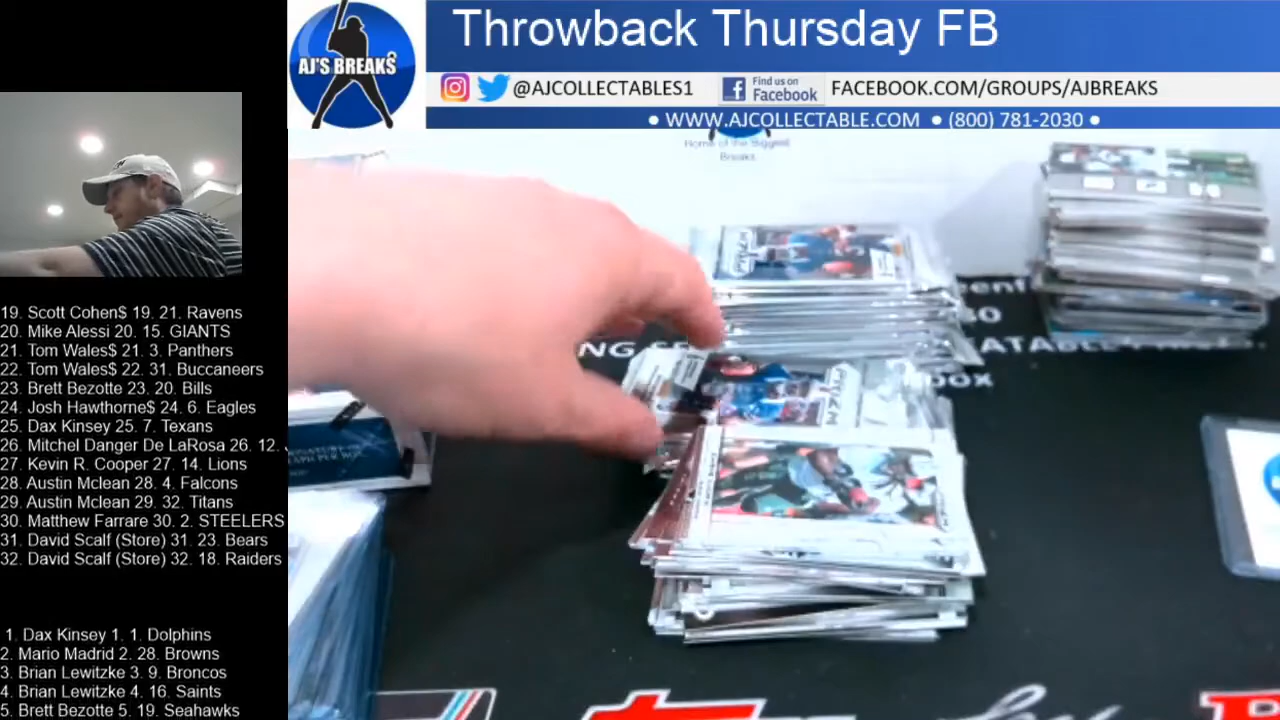 Throwback Thursday FB
AJ'S BREAKS
@AJCOLLECTABLES1
Find us on
Facebook
FACEBOOK.COM/GROUPS/AJBREAKS
• WWW.AJCOLLECTABLE.COM • (800) 781-2030 •
Home of the Biggest
Breaks
19. Scott Cohen$ 19. 21. Ravens
20. Mike Alessi 20. 15. GIANTS
21. Tom Wales$ 21. 3. Panthers
22. Tom Wales$ 22. 31. Buccaneers
23. Brett Bezotte 23. 20. Bills
24. Josh Hawthorne$ 24. 6. Eagles
25. Dax Kinsey 25. 7. Texans
26. Mitchel Danger De LaRosa 26. 12.
27. Kevin R. Cooper 27. 14. Lions
28. Austin Mclean 28. 4. Falcons
29. Austin Mclean 29. 32. Titans
30. Matthew Farrare 30. 2. STEELERS
31. David Scalf (Store) 31. 23. Bears
32. David Scalf (Store) 32. 18. Raiders
1. Dax Kinsey 1. 1. Dolphins
2. Mario Madrid 2. 28. Browns
3. Brian Lewitzke 3. 9. Broncos
4. Brian Lewitzke 4. 16. Saints
5. Brett Bezotte 5. 19. Seahawks